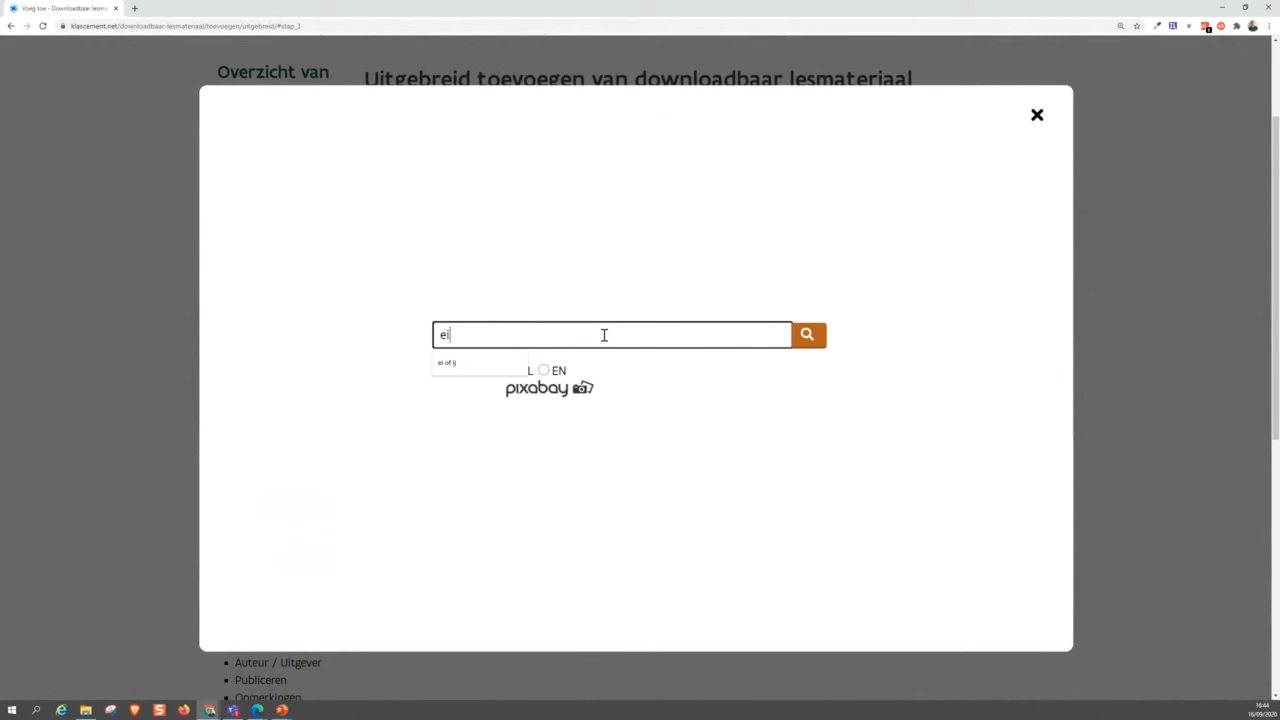 Voeg toe - Downloadbaar lesma
klascement.net/downloadbaar-lesmateriaal/toevoegen/uitgebreid/#stap_3
Overzicht van
Uitgebreid toevoegen van downloadbaar lesmateriaal
ei
ei of ij
L EN
pixabay
Auteur / Uitgever
Publiceren
Opmerkingen
16:44
16/09/2020